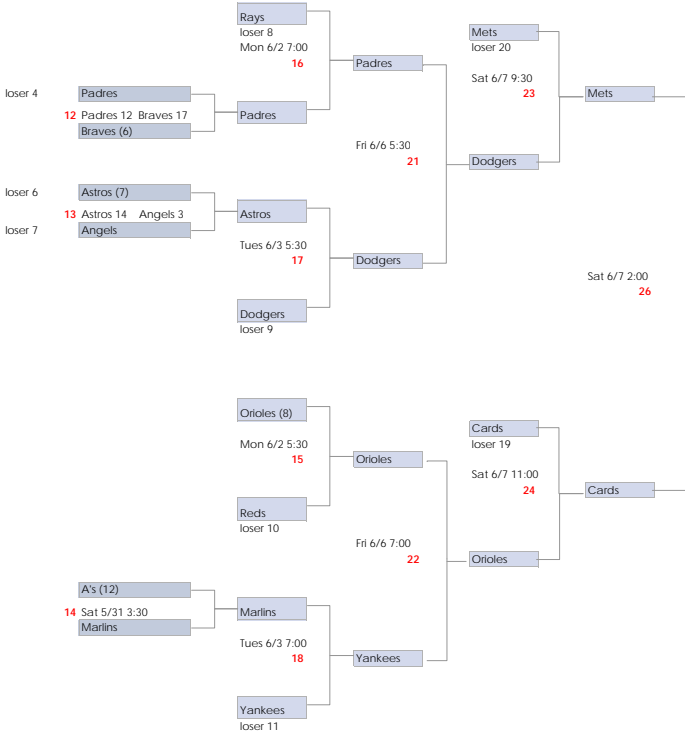 Rays
loser 8
Mon 6/2 7:00
16
Mets
loser 20
Sat 6/7 9:30
23
Padres
Mets
loser 4
Padres
12 Padres 12 Braves 17
Braves (6)
Padres
Fri 6/6 5:30
21
Dodgers
loser 6
Astros (7)
13 Astros 14 Angels 3
loser 7
Angels
Astros
Tues 6/3 5:30
17
Dodgers
Sat 6/7 2:00
26
Dodgers
loser 9
Orioles (8)
Mon 6/2 5:30
15
Orioles
Cards
loser 19
Sat 6/7 11:00
24
Cards
Reds
loser 10
Fri 6/6 7:00
22
Orioles
A's (12)
14 Sat 5/31 3:30
Marlins
Marlins
Tues 6/3 7:00
18
Yankees
Yankees
loser 11